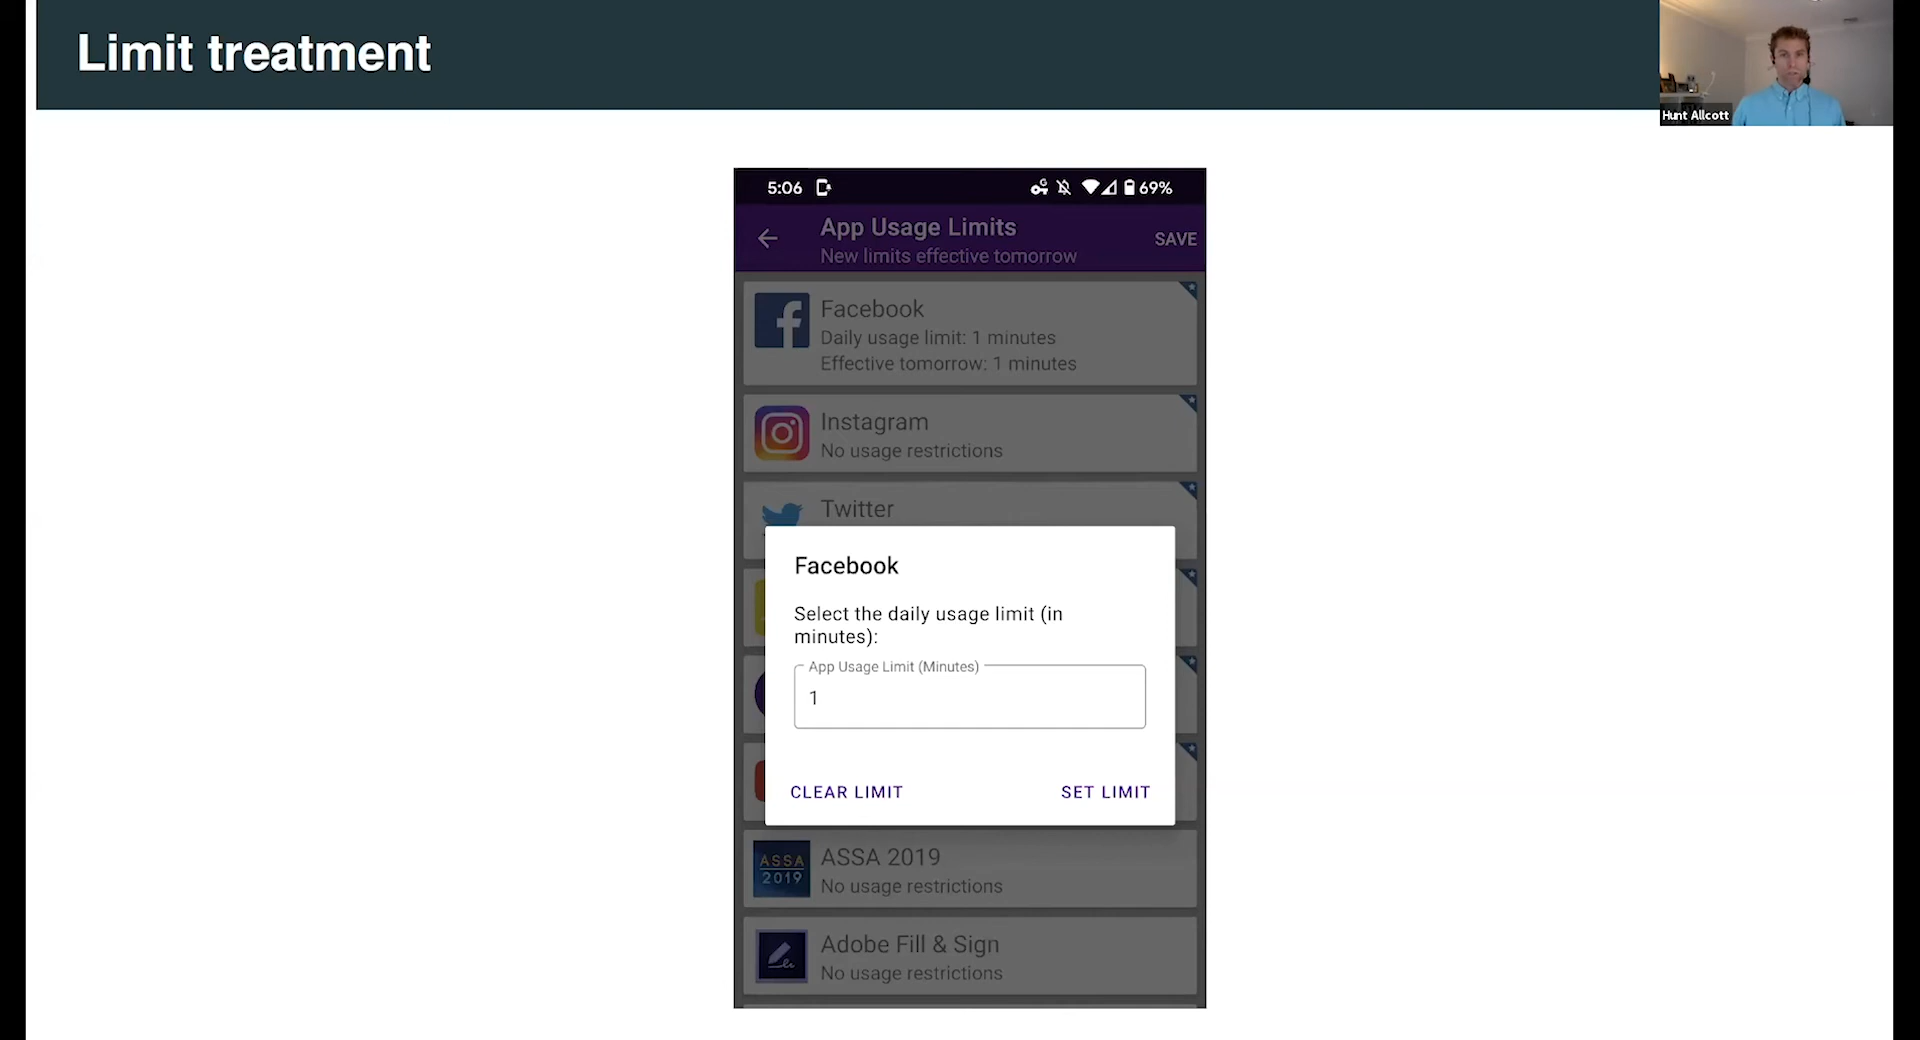 Limit treatment
Hunt Allcott
5:06
69%
App Usage Limits
SAVE
New limits effective tomorrow
Facebook
Daily usage limit: 1 minutes
Effective tomorrow: 1 minutes
Instagram
No usage restrictions
Twitter
Facebook
Select the daily usage limit (in
minutes):
App Usage Limit (Minutes)
1
CLEAR LIMIT
SET LIMIT
ASSA
2019
ASSA 2019
No usage restrictions
Adobe Fill & Sign
No usage restrictions